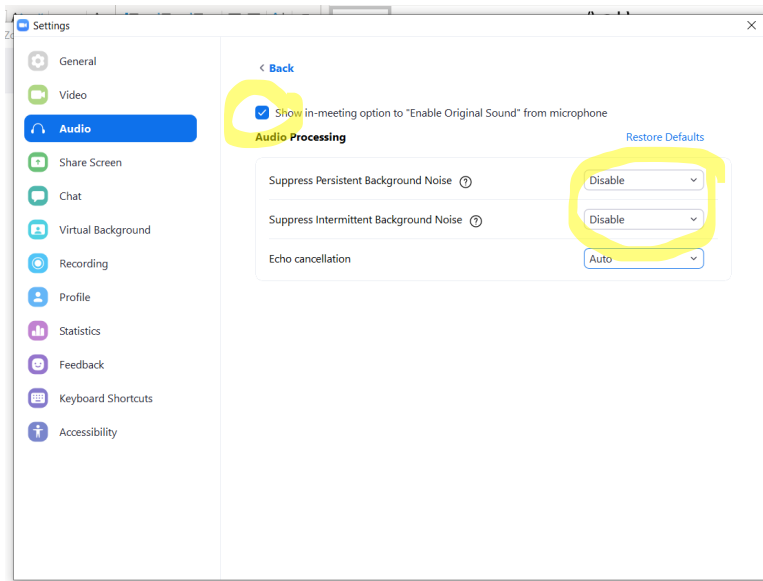 Settings
General
Video
Audio
Share Screen
Chat
Virtual Background
Recording
Profile
Statistics
Feedback
Keyboard Shortcuts
Accessibility
< Back
Show in-meeting option to "Enable Original Sound" from microphone
Audio Processing
Restore Defaults
Suppress Persistent Background Noise ?
Disable
Suppress Intermittent Background Noise ?
Disable
Echo cancellation
Auto